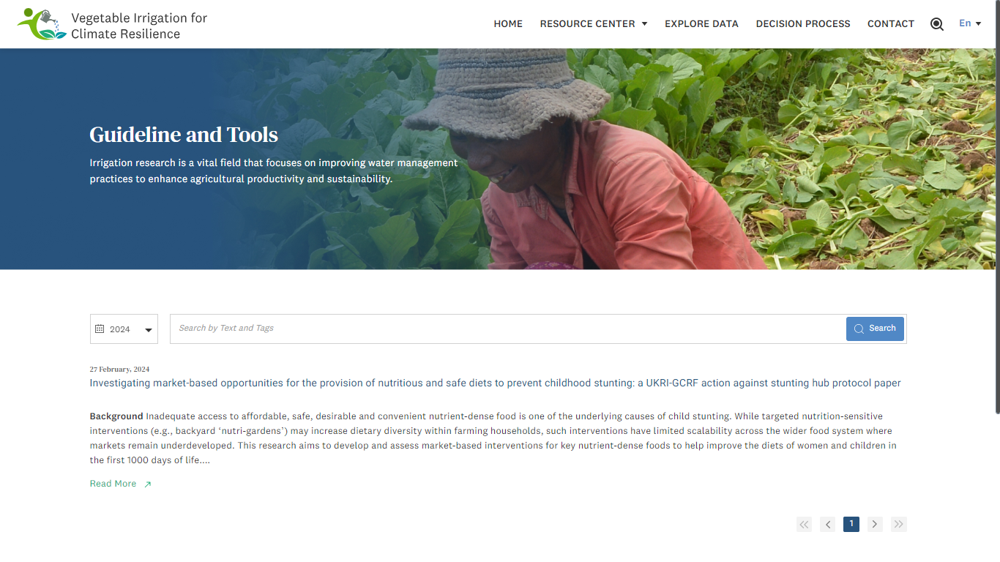 Vegetable Irrigation for
Climate Resilience
HOME RESOURCE CENTER EXPLORE DATA DECISION PROCESS CONTACT En
Guideline and Tools
Irrigation research is a vital field that focuses on improving water management
practices to enhance agricultural productivity and sustainability.
2024 Search by Text and Tags Search
27 February, 2024
Investigating market-based opportunities for the provision of nutritious and safe diets to prevent childhood stunting: a UKRI-GCRF action against stunting hub protocol paper
Background Inadequate access to affordable, safe, desirable and convenient nutrient-dense food is one of the underlying causes of child stunting. While targeted nutrition-sensitive
interventions (e.g., backyard ‘nutri-gardens’) may increase dietary diversity within farming households, such interventions have limited scalability across the wider food system where
markets remain underdeveloped. This research aims to develop and assess market-based interventions for key nutrient-dense foods to help improve the diets of women and children in
the first 1000 days of life....
Read More
1